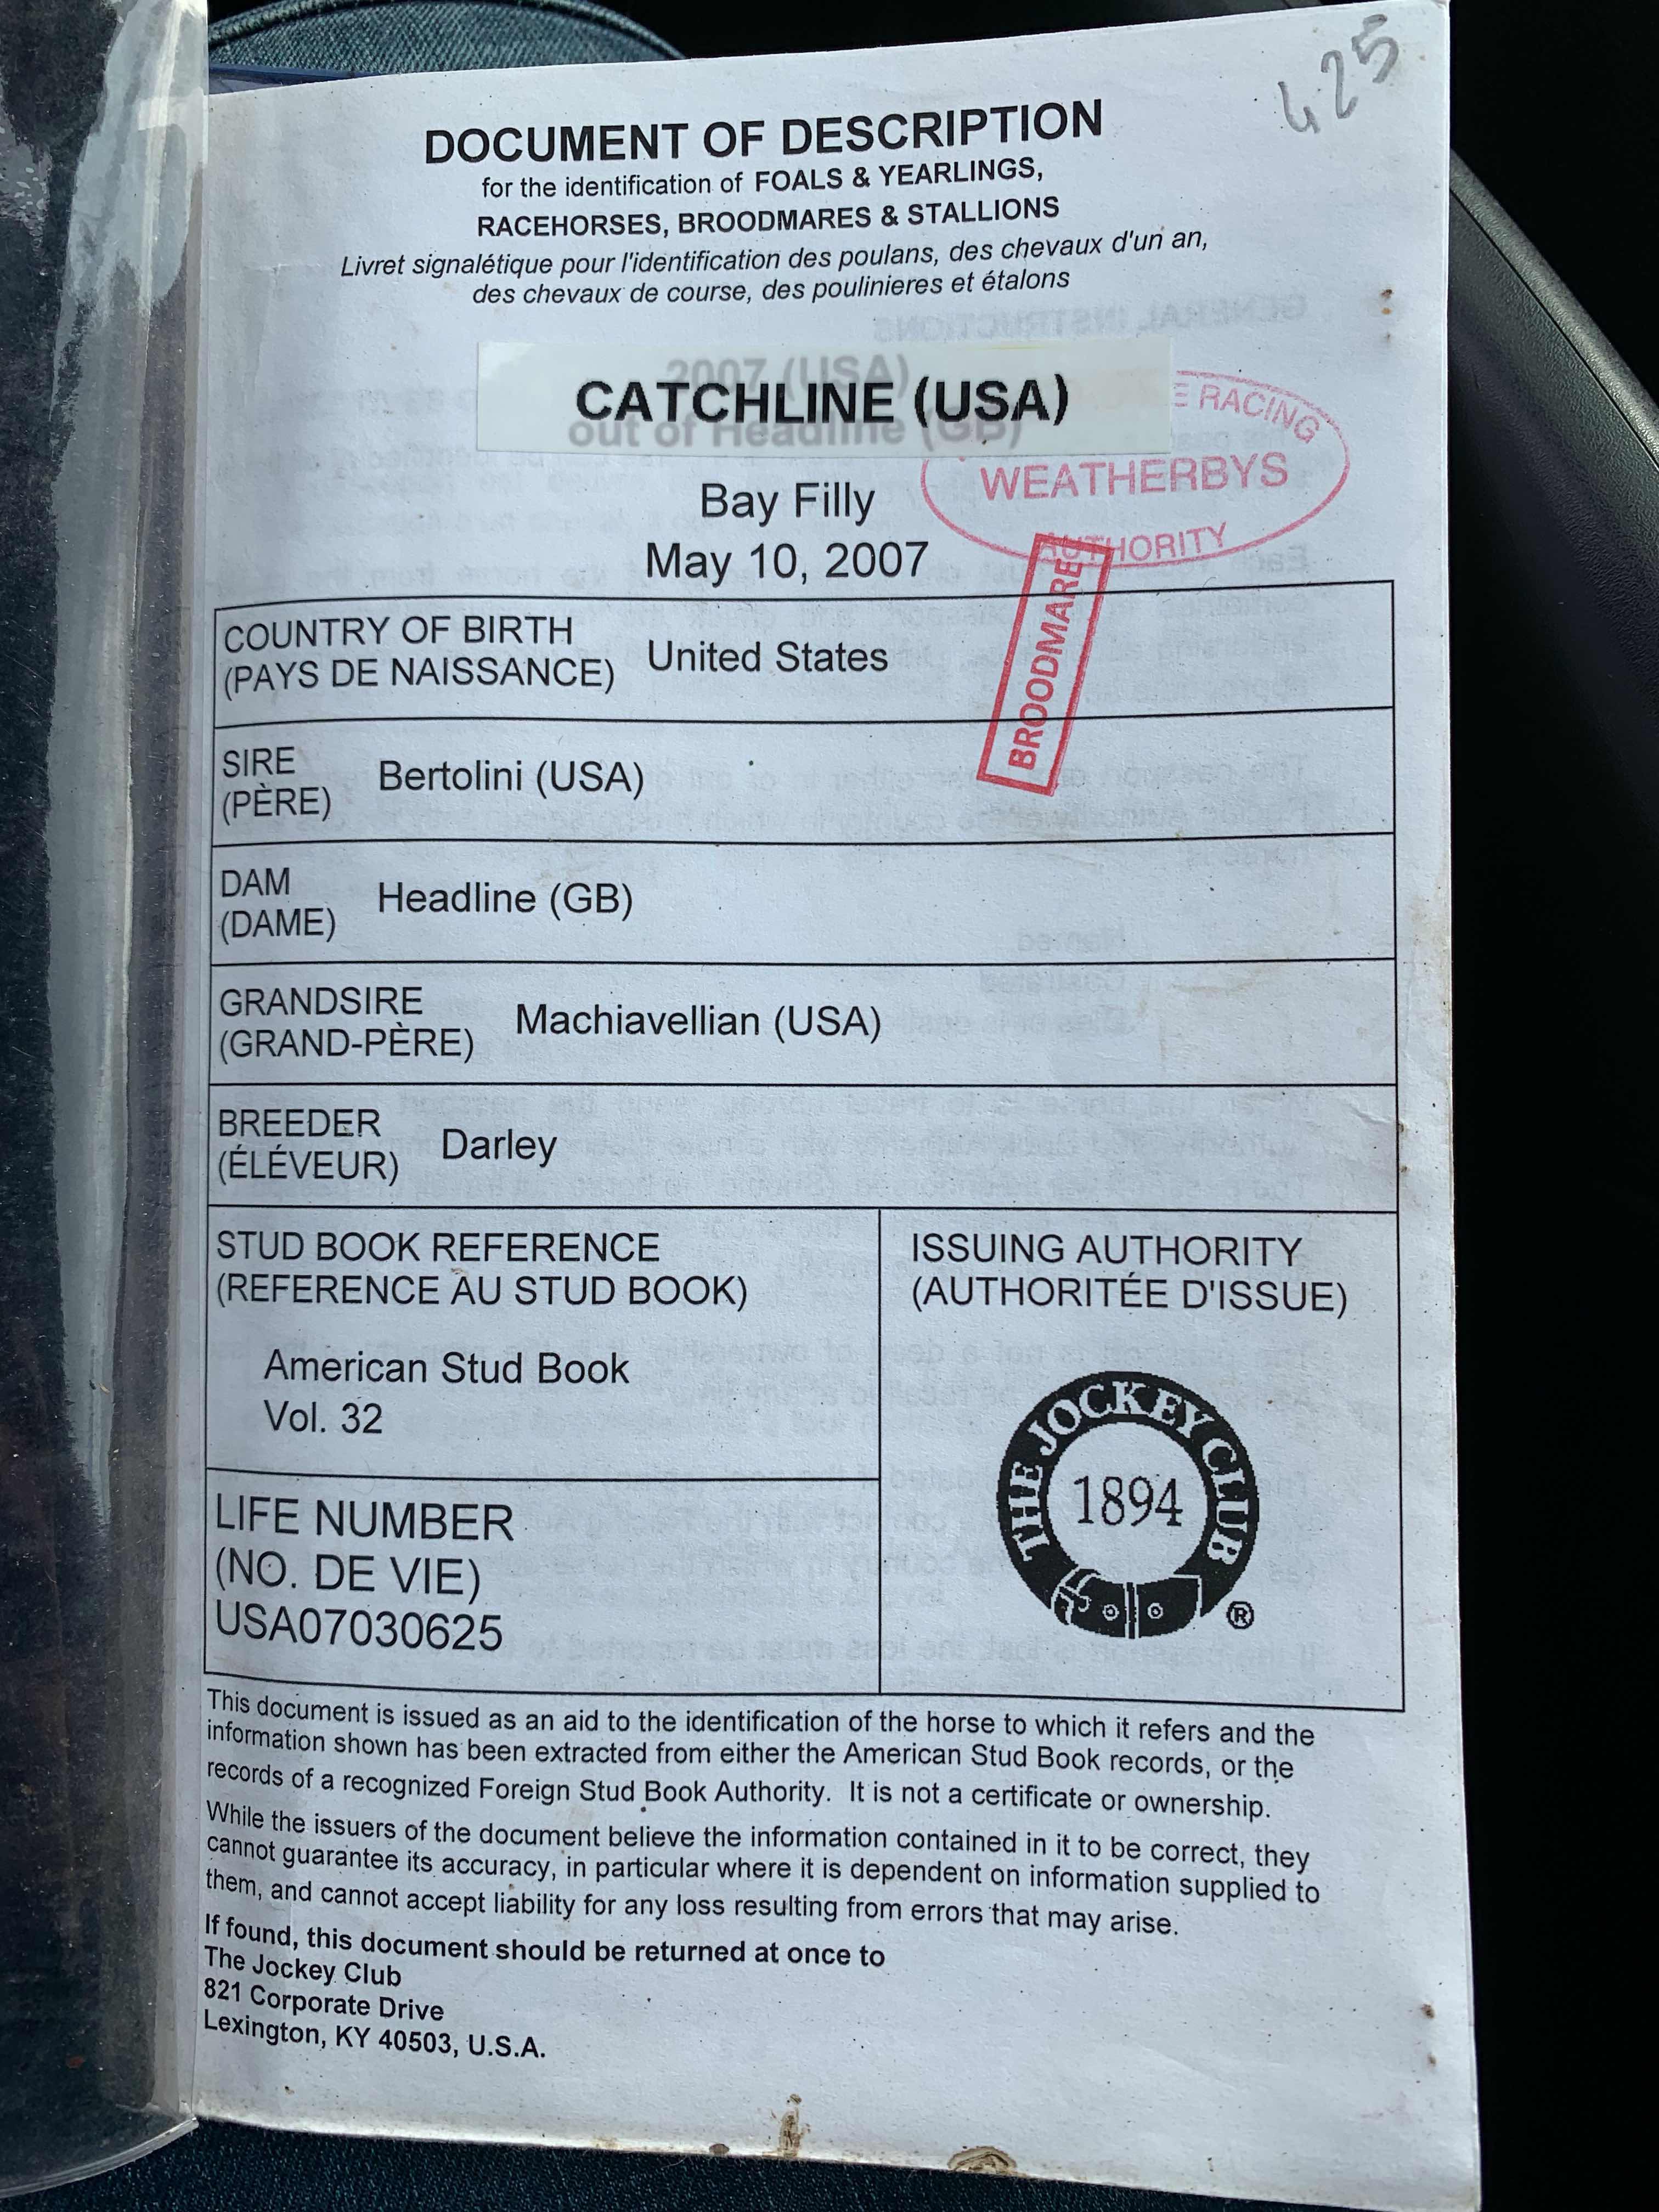 425
DOCUMENT OF DESCRIPTION
for the identification of FOALS & YEARLINGS,
RACEHORSES, BROODMARES & STALLIONS
Livret signalétique pour l'identification des poulans, des chevaux d'un an,
des chevaux de course, des poulinieres et étalons
2007 (USA)
CATCHLINE (USA)
out of Headline (GB)
E RACING
WEATHERBYS
AUTHORITY
Bay Filly
May 10, 2007
BROODMARE
COUNTRY OF BIRTH
(PAYS DE NAISSANCE) United States
SIRE
(PÈRE) Bertolini (USA)
DAM
(DAME) Headline (GB)
GRANDSIRE
(GRAND-PÈRE) Machiavellian (USA)
BREEDER
(ÉLÉVEUR) Darley
STUD BOOK REFERENCE
(REFERENCE AU STUD BOOK)
American Stud Book
Vol. 32
LIFE NUMBER
(NO. DE VIE)
USA07030625
ISSUING AUTHORITY
(AUTHORITÉE D'ISSUE)
THE JOCKEY CLUB
1894
®
This document is issued as an aid to the identification of the horse to which it refers and the
information shown has been extracted from either the American Stud Book records, or the
records of a recognized Foreign Stud Book Authority. It is not a certificate or ownership.
While the issuers of the document believe the information contained in it to be correct, they
cannot guarantee its accuracy, in particular where it is dependent on information supplied to
them, and cannot accept liability for any loss resulting from errors that may arise.
If found, this document should be returned at once to
The Jockey Club
821 Corporate Drive
Lexington, KY 40503, U.S.A.